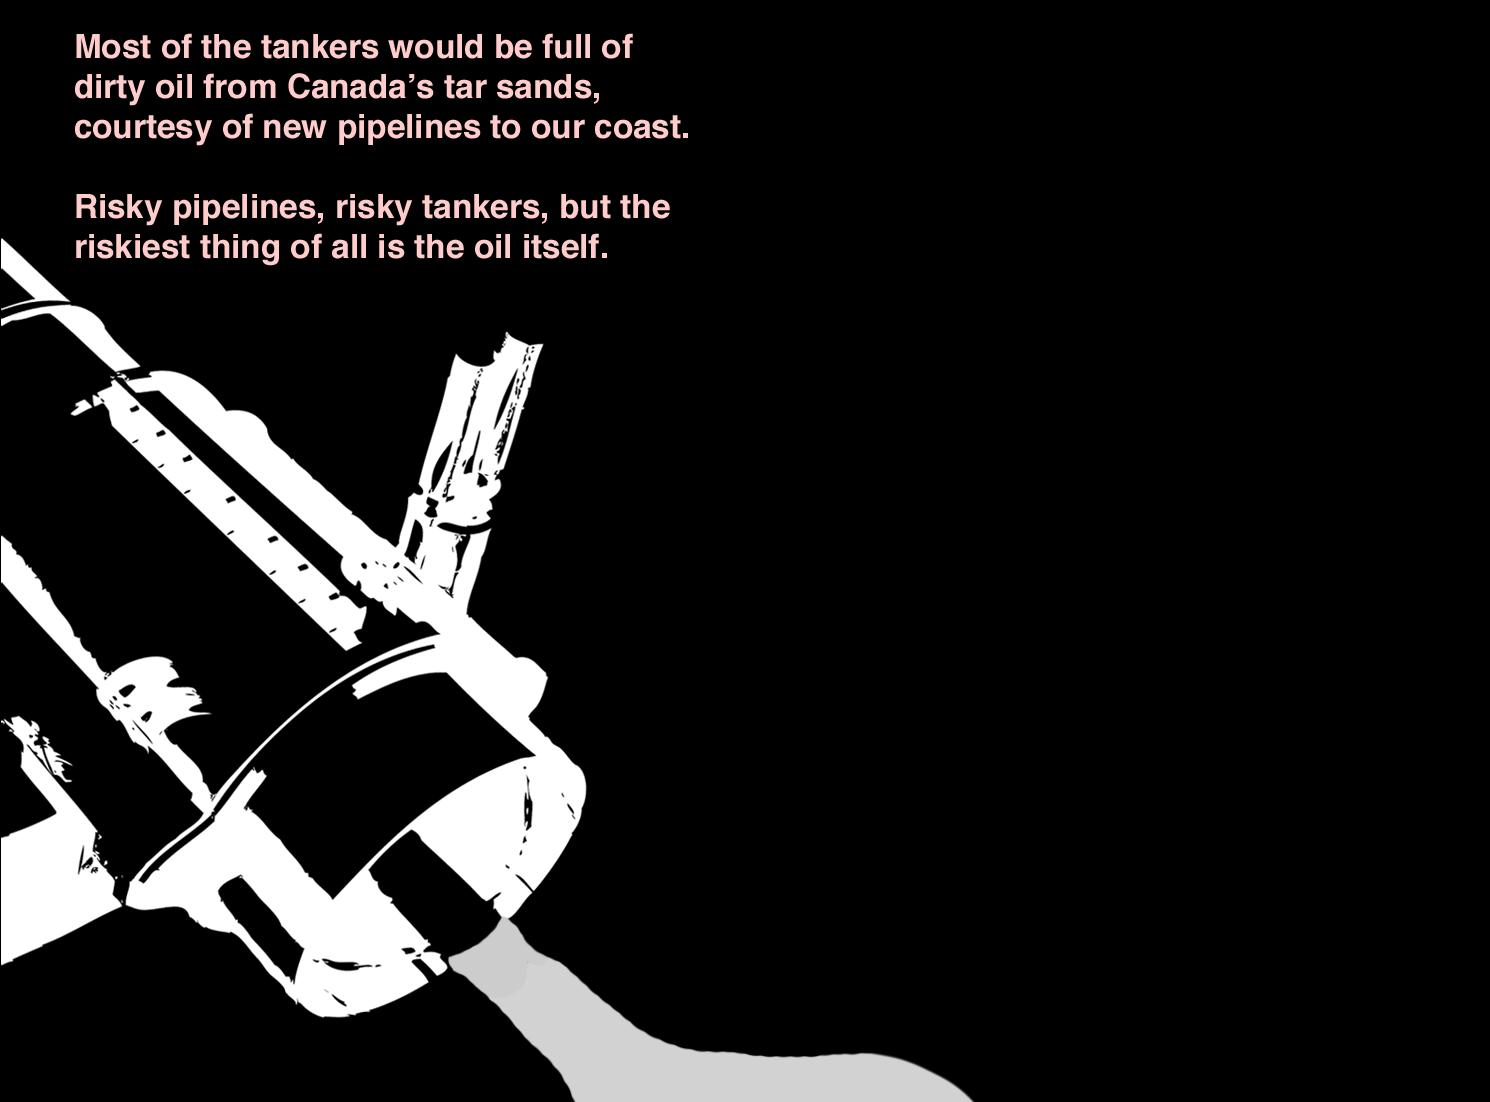 Most of the tankers would be full of
dirty oil from Canada’s tar sands,
courtesy of new pipelines to our coast.
Risky pipelines, risky tankers, but the
riskiest thing of all is the oil itself.